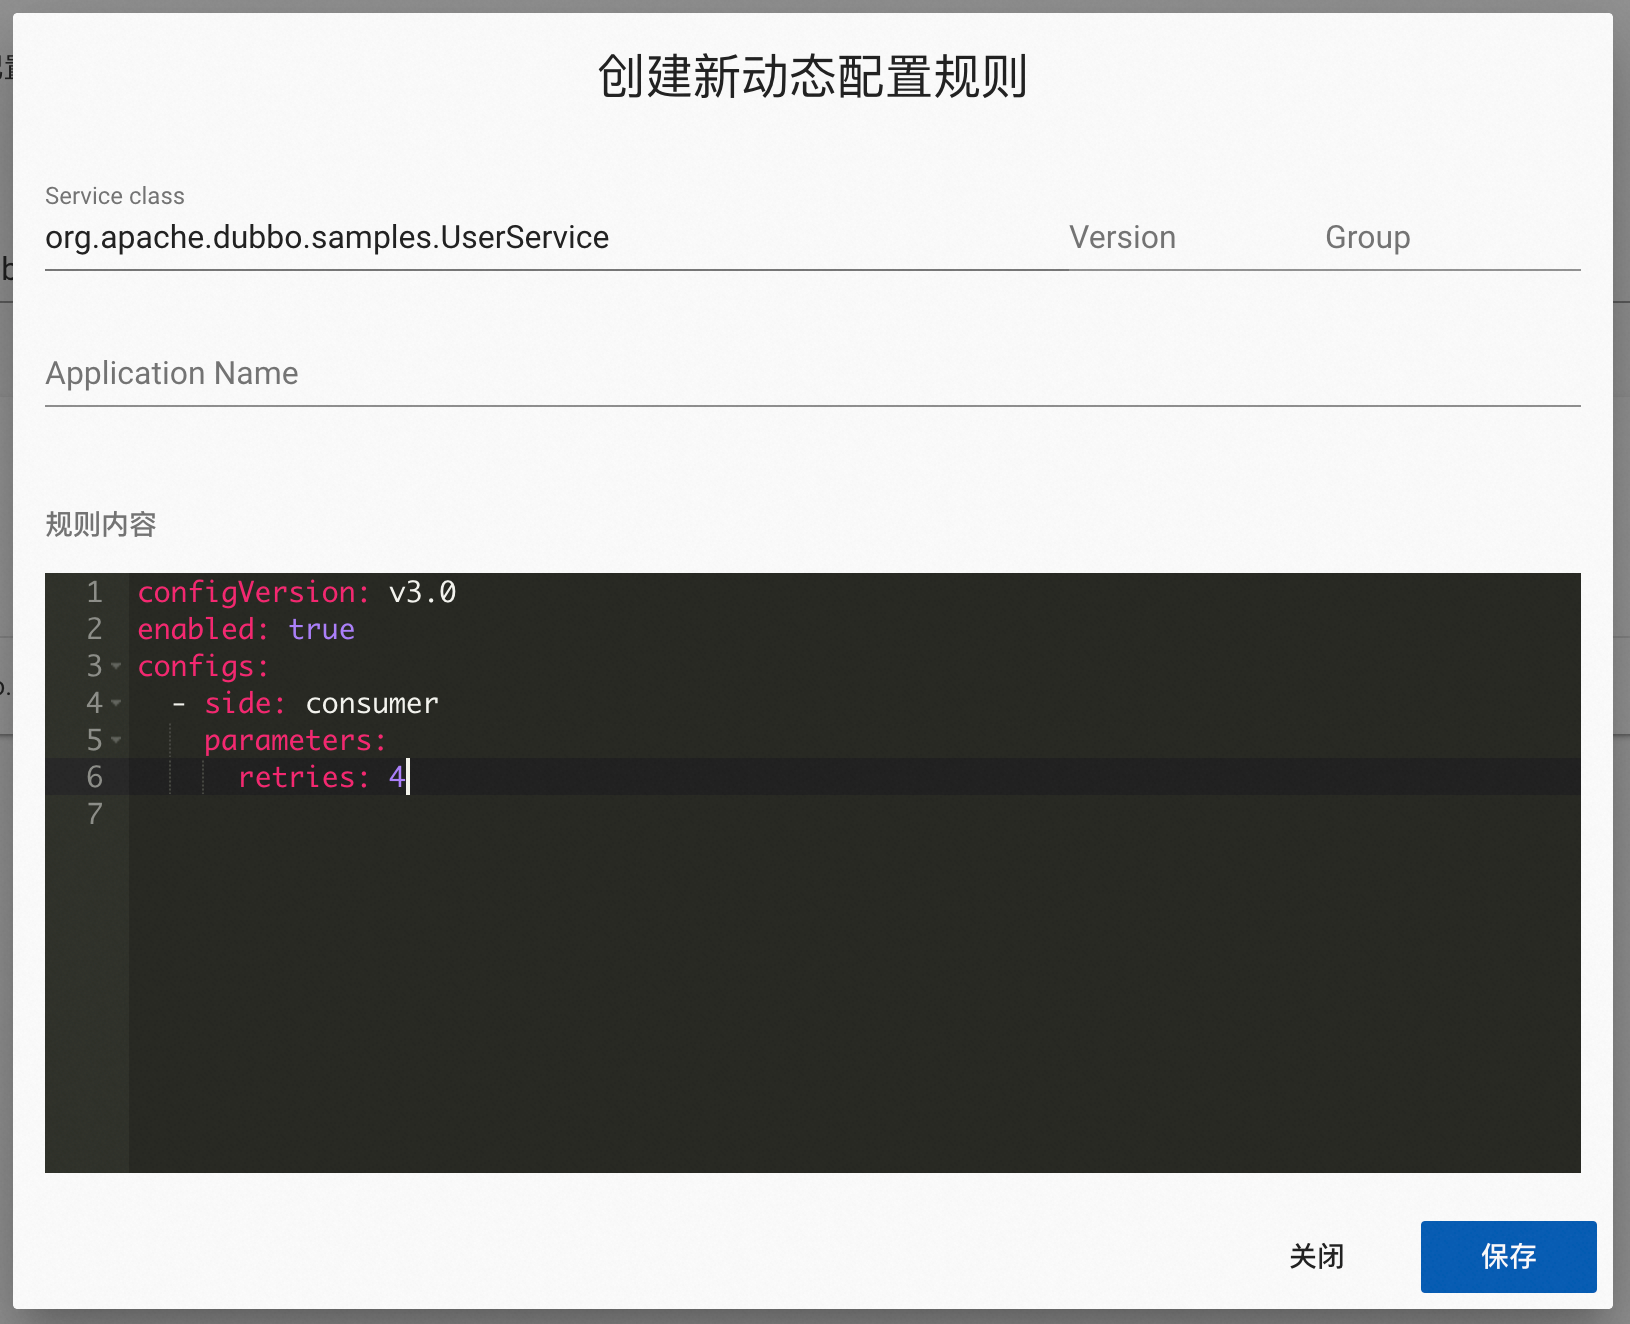 创建新动态配置规则
Service class
org.apache.dubbo.samples.UserService
Version
Group
Application Name
规则内容
1 configVersion: v3.0
2 enabled: true
3 configs:
4   - side: consumer
5     parameters:
6       retries: 4
7
关闭
保存